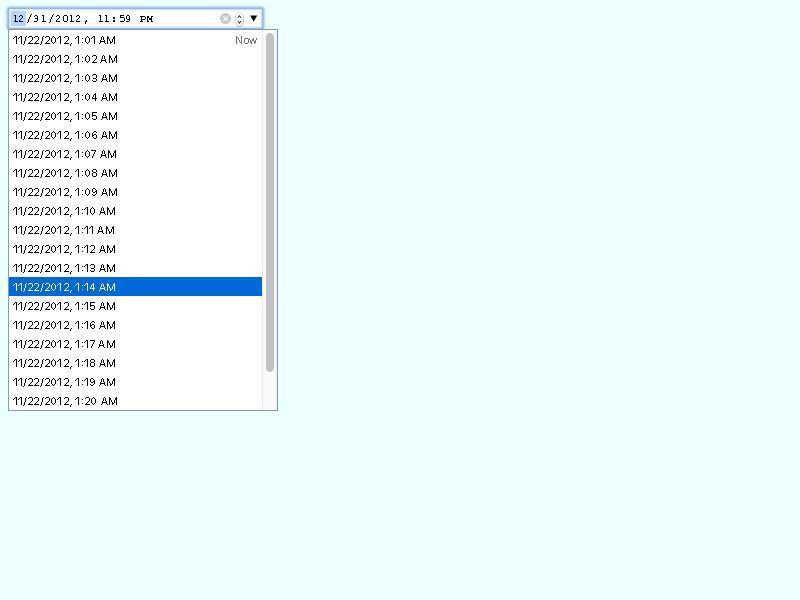 12/31/2012, 11:59 PM
11/22/2012, 1:01 AM Now
11/22/2012, 1:02 AM
11/22/2012, 1:03 AM
11/22/2012, 1:04 AM
11/22/2012, 1:05 AM
11/22/2012, 1:06 AM
11/22/2012, 1:07 AM
11/22/2012, 1:08 AM
11/22/2012, 1:09 AM
11/22/2012, 1:10 AM
11/22/2012, 1:11 AM
11/22/2012, 1:12 AM
11/22/2012, 1:13 AM
11/22/2012, 1:14 AM
11/22/2012, 1:15 AM
11/22/2012, 1:16 AM
11/22/2012, 1:17 AM
11/22/2012, 1:18 AM
11/22/2012, 1:19 AM
11/22/2012, 1:20 AM